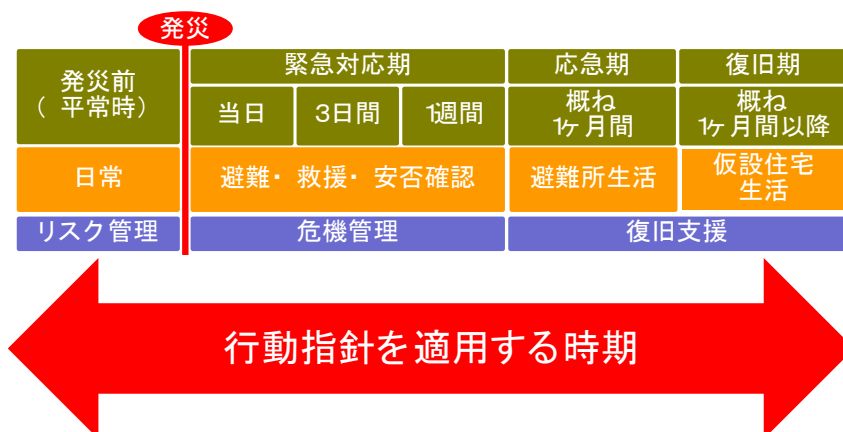 発災
発災前
( 平常時)
緊急対応期
応急期
復旧期
当日
3日間
1週間
概ね
1ヶ月間
概ね
1ヶ月間以降
日常
避難・ 救援・ 安否確認
避難所生活
仮設住宅
生活
リスク管理
危機管理
復旧支援
行動指針を適用する時期